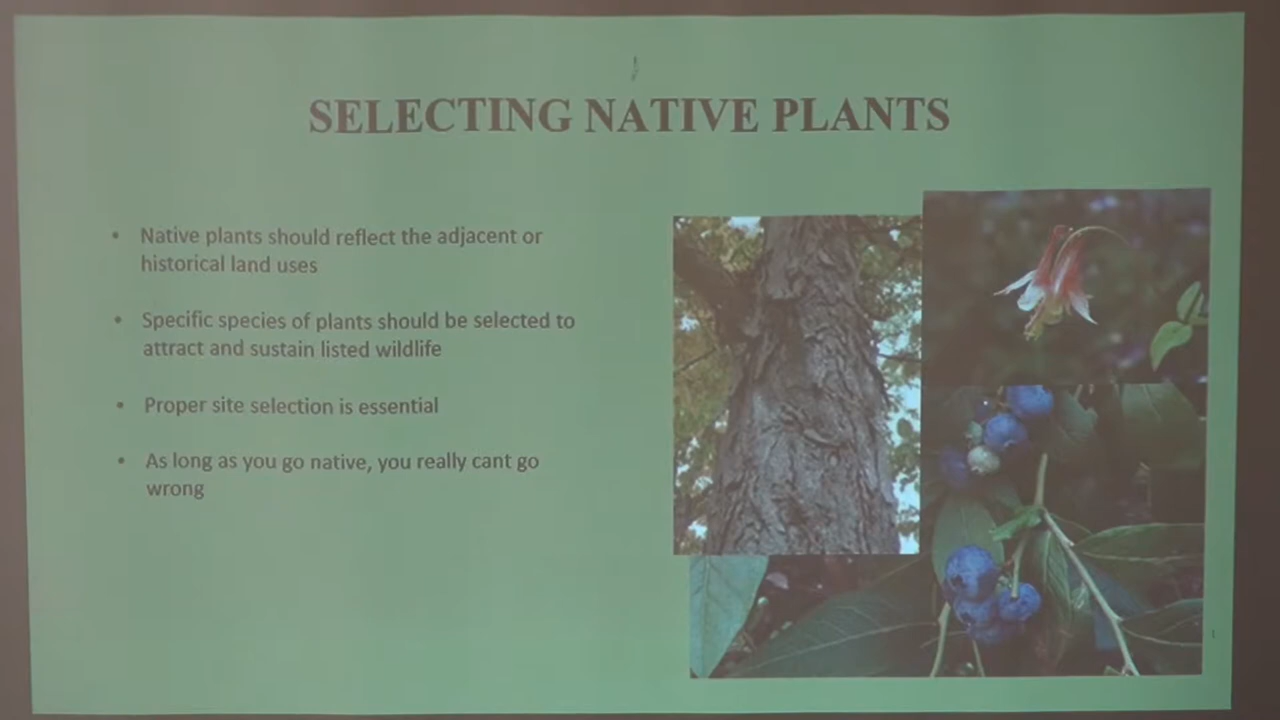 SELECTING NATIVE PLANTS
• Native plants should reflect the adjacent or
historical land uses
• Specific species of plants should be selected to
attract and sustain listed wildlife
• Proper site selection is essential
• As long as you go native, you really cant go
wrong